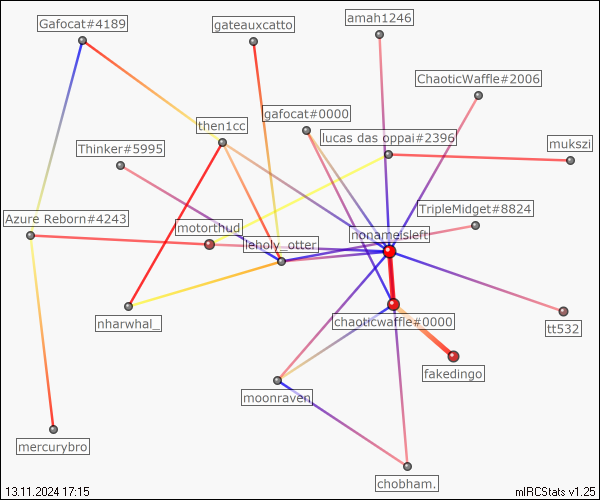 Gafocat#4189
gateauxcatto
amah1246
ChaoticWaffle#2006
gafocat#0000
then1cc
lucas das oppai#2396
Thinker#5995
mukszi
TripleMidget#8824
Azure Reborn#4243
motorthud
nonameisleft
leholy_otter
nharwhal_
chaoticwaffle#0000
tt532
fakedingo
moonraven
mercurybro
chobham.
13.11.2024 17:15
mIRCStats v1.25